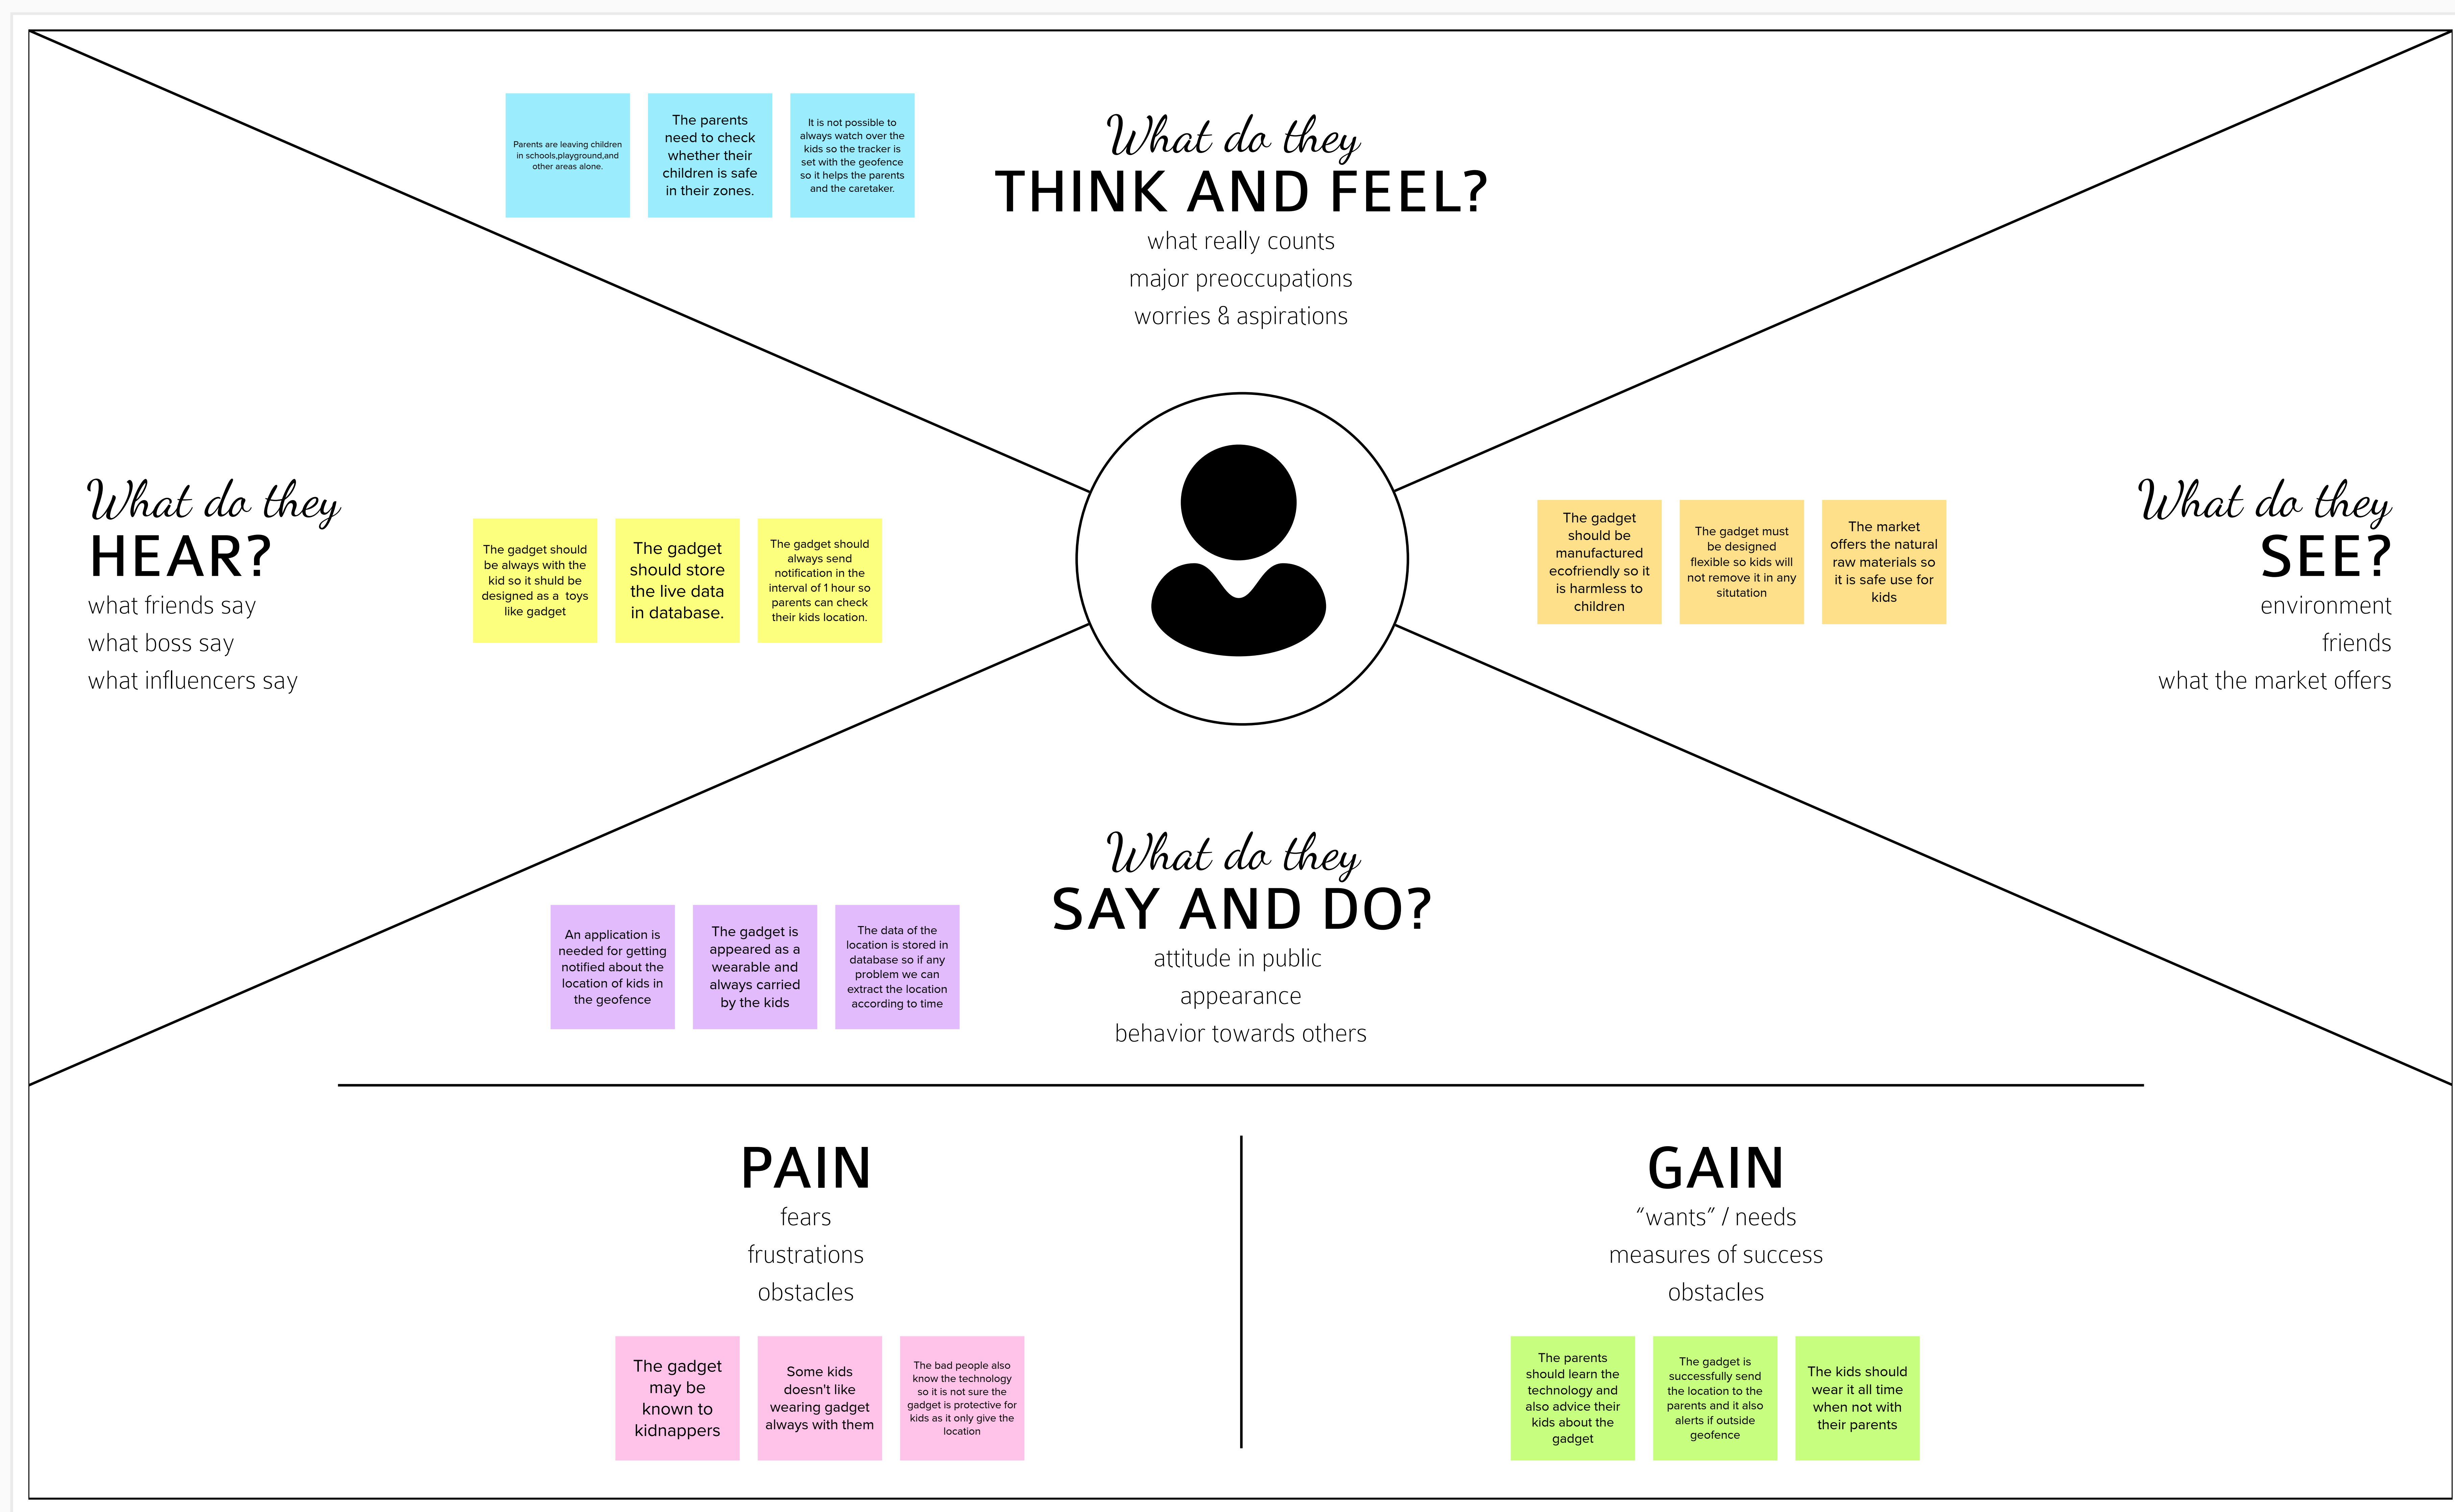 Parents are leaving children
in schools,playground,and
other areas alone.
The parents
need to check
whether their
children is safe
in their zones.
It is not possible to
always watch over the
kids so the tracker is
set with the geofence
so it helps the parents
and the caretaker.
What do they
THINK AND FEEL?
what really counts
major preoccupations
worries & aspirations
What do they
HEAR?
what friends say
what boss say
what influencers say
The gadget should
be always with the
kid so it shuld be
designed as a toys
like gadget
The gadget
should store
the live data
in database.
The gadget should
always send
notification in the
interval of 1 hour so
parents can check
their kids location.
The gadget
should be
manufactured
ecofriendly so it
is harmless to
children
The gadget must
be designed
flexible so kids will
not remove it in any
situtation
The market
offers the natural
raw materials so
it is safe use for
kids
What do they
SEE?
environment
friends
what the market offers
What do they
SAY AND DO?
attitude in public
appearance
behavior towards others
An application is
needed for getting
notified about the
location of kids in
the geofence
The gadget is
appeared as a
wearable and
always carried
by the kids
The data of the
location is stored in
database so if any
problem we can
extract the location
according to time
PAIN
fears
frustrations
obstacles
The gadget
may be
known to
kidnappers
Some kids
doesn't like
wearing gadget
always with them
The bad people also
know the technology
so it is not sure the
gadget is protective for
kids as it only give the
location
GAIN
“wants” / needs
measures of success
obstacles
The parents
should learn the
technology and
also advice their
kids about the
gadget
The gadget is
successfully send
the location to the
parents and it also
alerts if outside
geofence
The kids should
wear it all time
when not with
their parents